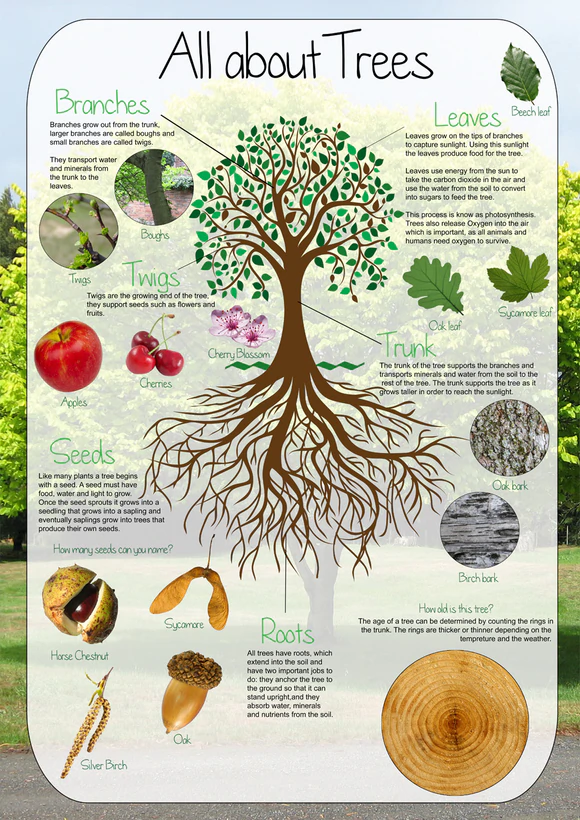 All about Trees
Beech leaf
Branches
Branches grow out from the trunk,
larger branches are called boughs and
small branches are called twigs.
They transport water
and minerals from
the trunk to the
leaves.
Boughs
Twigs
Leaves
Leaves grow on the tips of branches
to capture sunlight. Using this sunlight
the leaves produce food for the tree.
Leaves use energy from the sun to
take the carbon dioxide in the air and
use the water from the soil to convert
into sugars to feed the tree.
This process is know as photosynthesis.
Trees also release Oxygen into the air
which is important, as all animals and
humans need oxygen to survive.
Oak leaf
Sycamore leaf
Twigs
Twigs are the growing end of the tree,
they support seeds such as flowers and
fruits.
Cherry Blossom
Cherries
Apples
Trunk
The trunk of the tree supports the branches and
transports minerals and water from the soil to the
rest of the tree. The trunk supports the tree as it
grows taller in order to reach the sunlight.
Oak bark
Birch bark
Seeds
Like many plants a tree begins
with a seed. A seed must have
food, water and light to grow.
Once the seed sprouts it grows into a
seedling that grows into a sapling and
eventually saplings grow into trees that
produce their own seeds.
How many seeds can you name?
Horse Chestnut
Sycamore
Silver Birch
Oak
Roots
All trees have roots, which
extend into the soil and
have two important jobs to
do: they anchor the tree to
the ground so that it can
stand upright,and they
absorb water, minerals
and nutrients from the soil.
How old is this tree?
The age of a tree can be determined by counting the rings in
the trunk. The rings are thicker or thinner depending on the
tempreture and the weather.